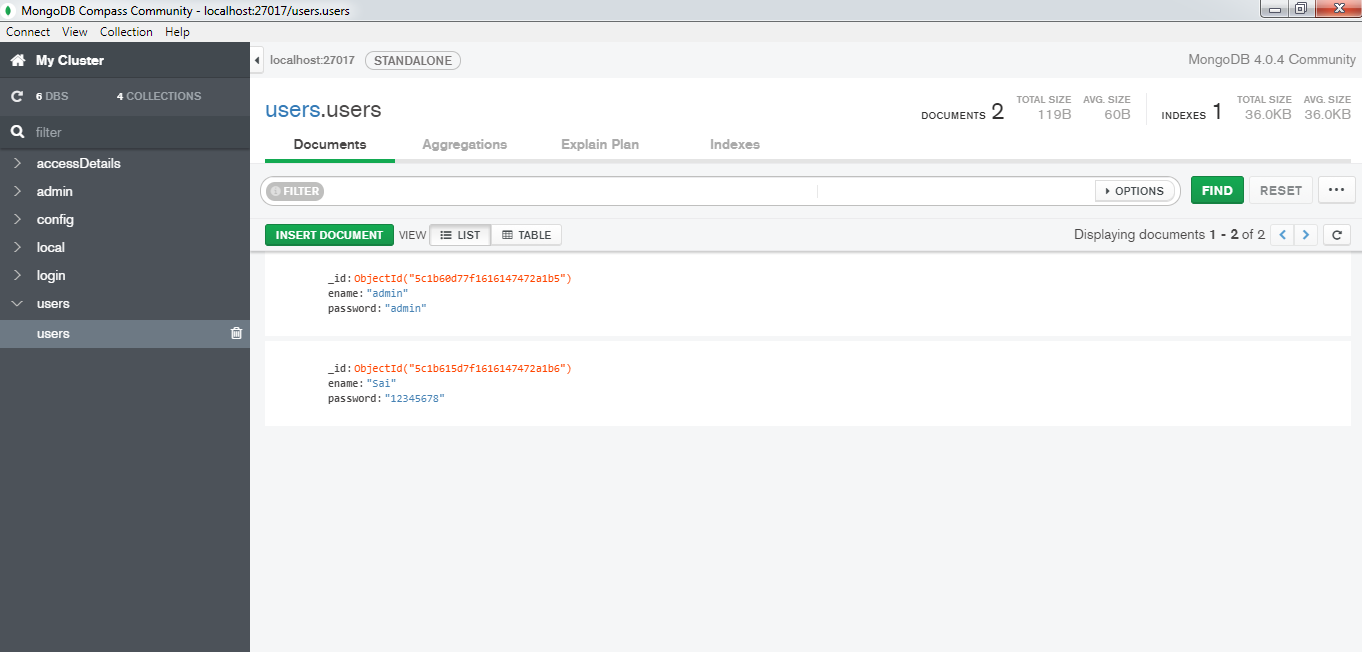 MongoDB Compass Community - localhost:27017/users.users
Connect View Collection Help
My Cluster
localhost:27017 STANDALONE
MongoDB 4.0.4 Community
6 DBS 4 COLLECTIONS
filter
accessDetails
admin
config
local
login
users
users
users.users
DOCUMENTS 2 TOTAL SIZE 119B AVG. SIZE 60B
INDEXES 1 TOTAL SIZE 36.0KB AVG. SIZE 36.0KB
Documents Aggregations Explain Plan Indexes
FILTER OPTIONS FIND RESET ...
INSERT DOCUMENT VIEW LIST TABLE Displaying documents 1 - 2 of 2
_id: ObjectId("5c1b60d77f1616147472a1b5")
ename: "admin"
password: "admin"
_id: ObjectId("5c1b615d7f1616147472a1b6")
ename: "Sai"
password: "12345678"